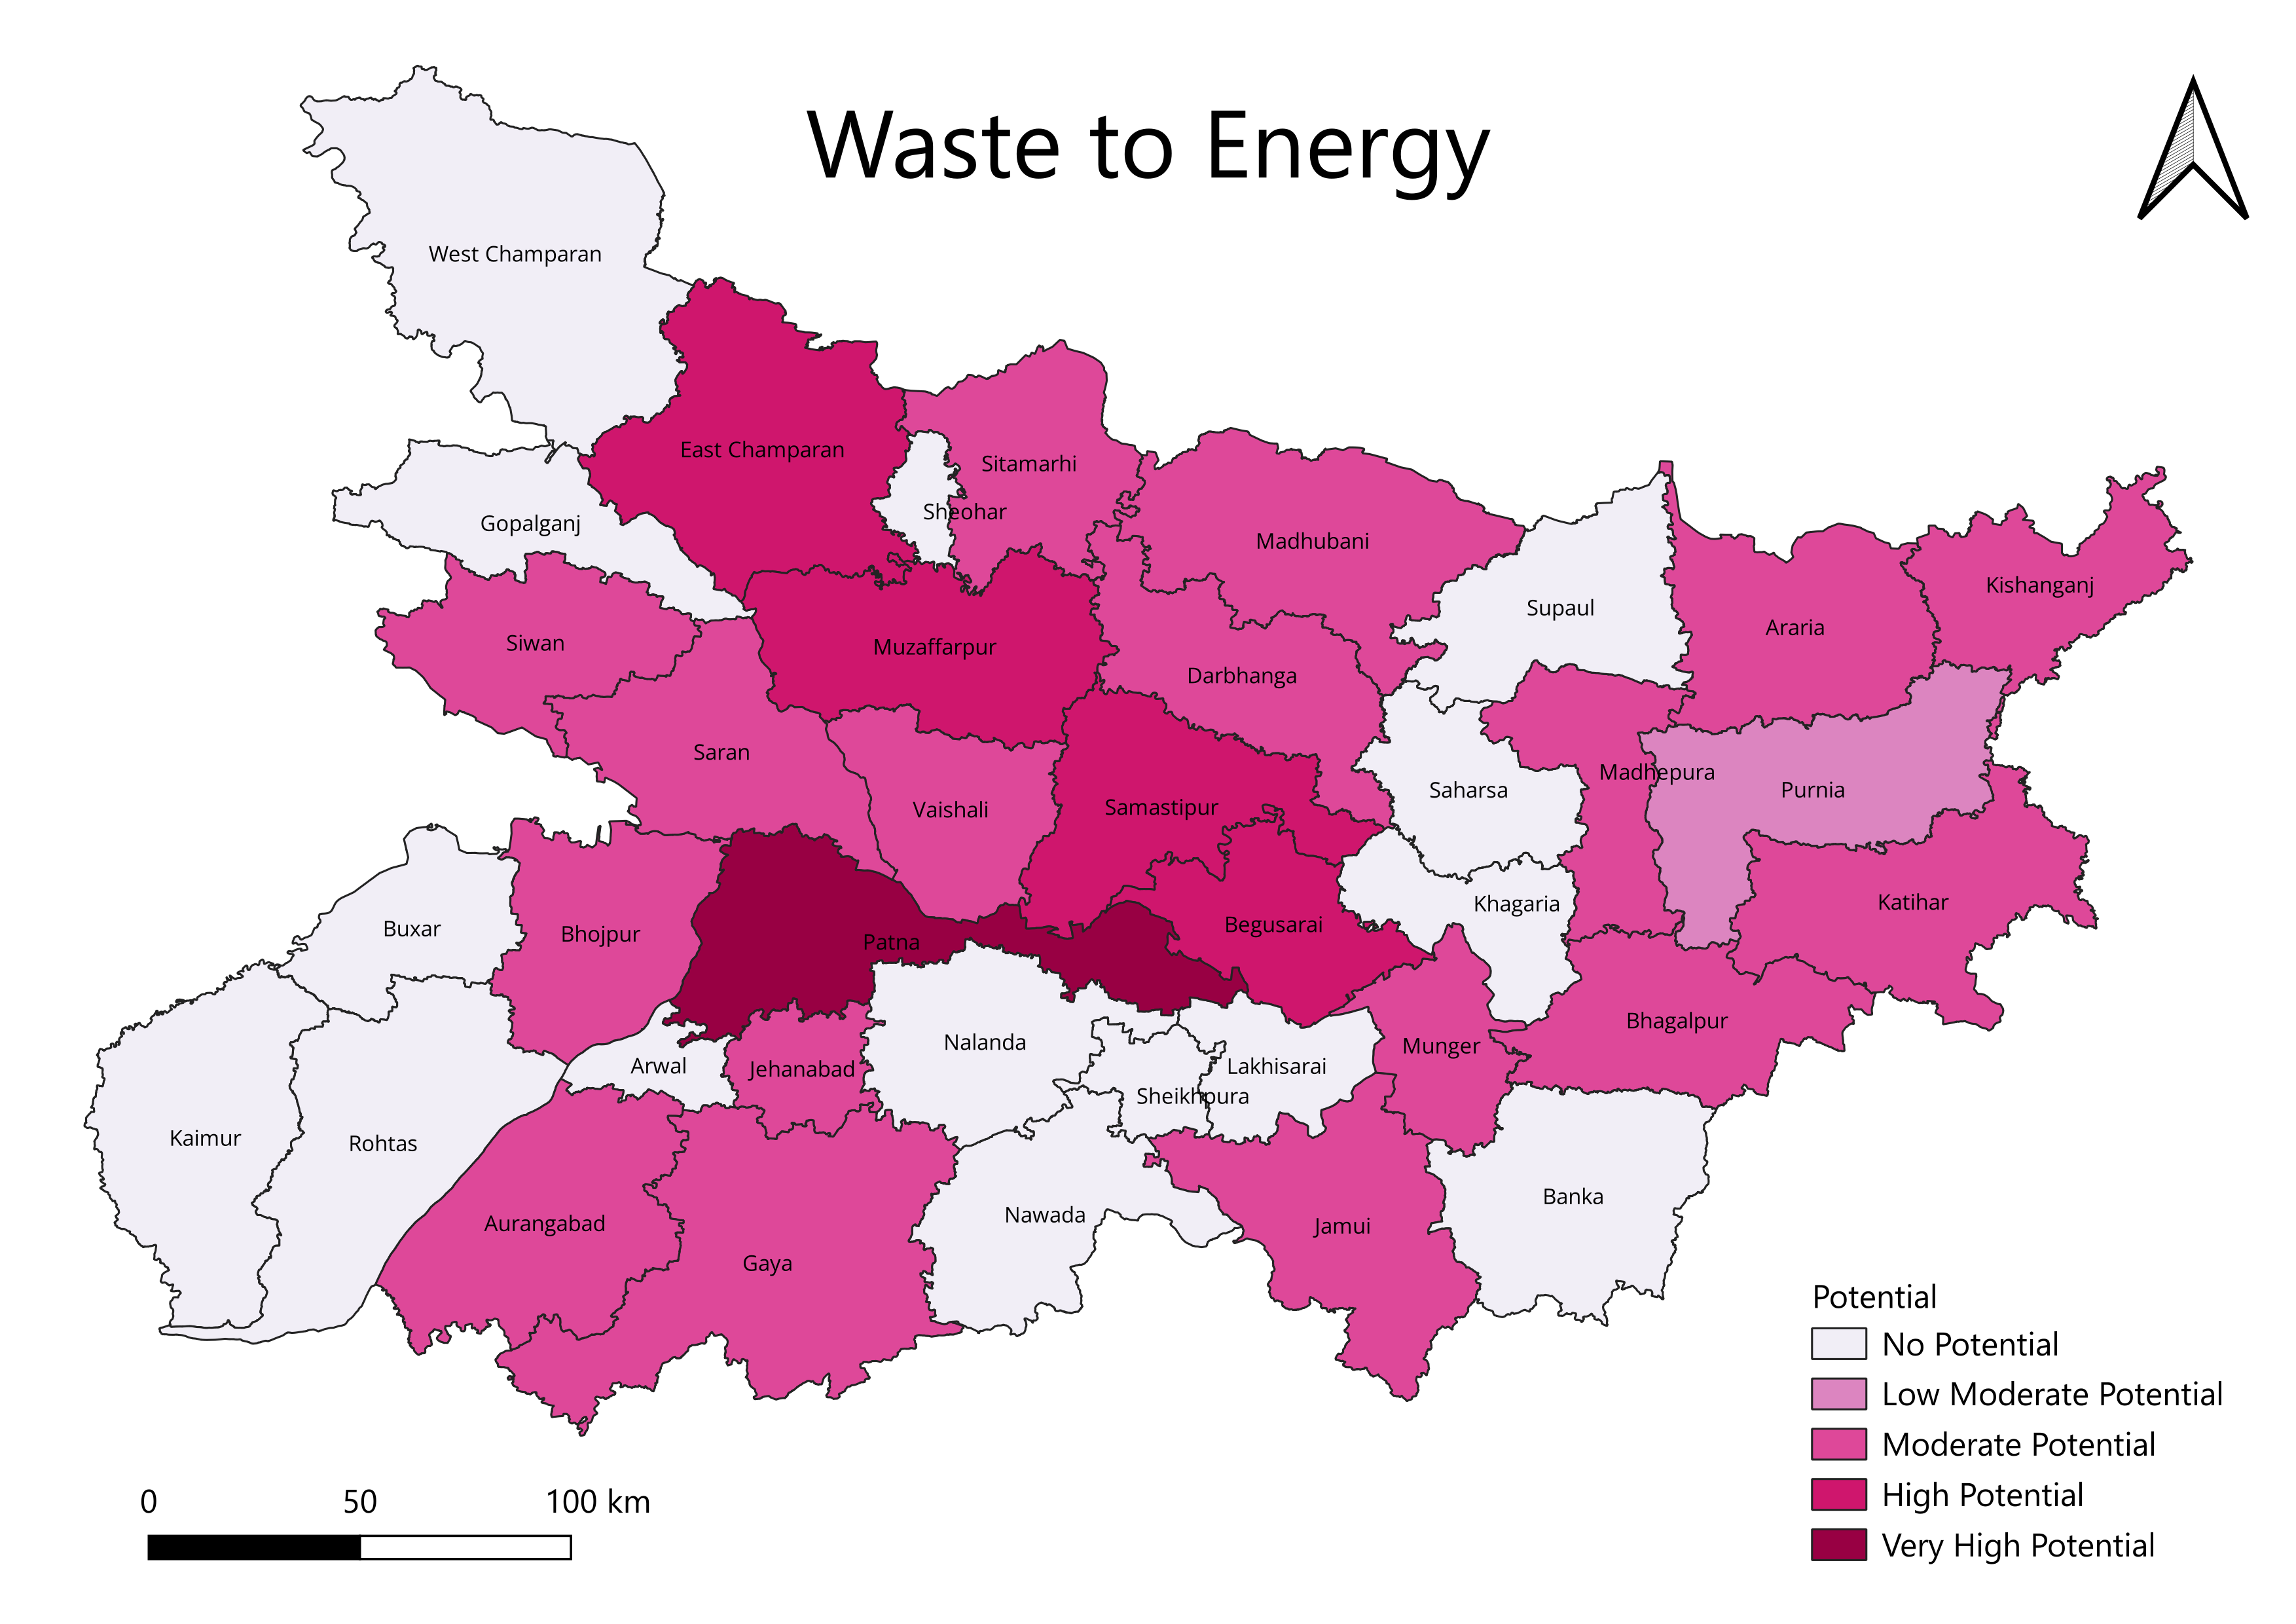 Waste to Energy
West Champaran
East Champaran
Sitamarhi
Sheohar
Gopalganj
Madhubani
Kishanganj
Supaul
Araria
Siwan
Muzaffarpur
Darbhanga
Saran
Madhepura
Purnia
Saharsa
Vaishali
Samastipur
Katihar
Khagaria
Begusarai
Buxar
Bhojpur
Patna
Bhagalpur
Nalanda
Munger
Arwal
Jehanabad
Lakhisarai
Sheikhpura
Kaimur
Rohtas
Banka
Nawada
Aurangabad
Jamui
Gaya
Potential
No Potential
Low Moderate Potential
Moderate Potential
High Potential
Very High Potential
0 50 100 km